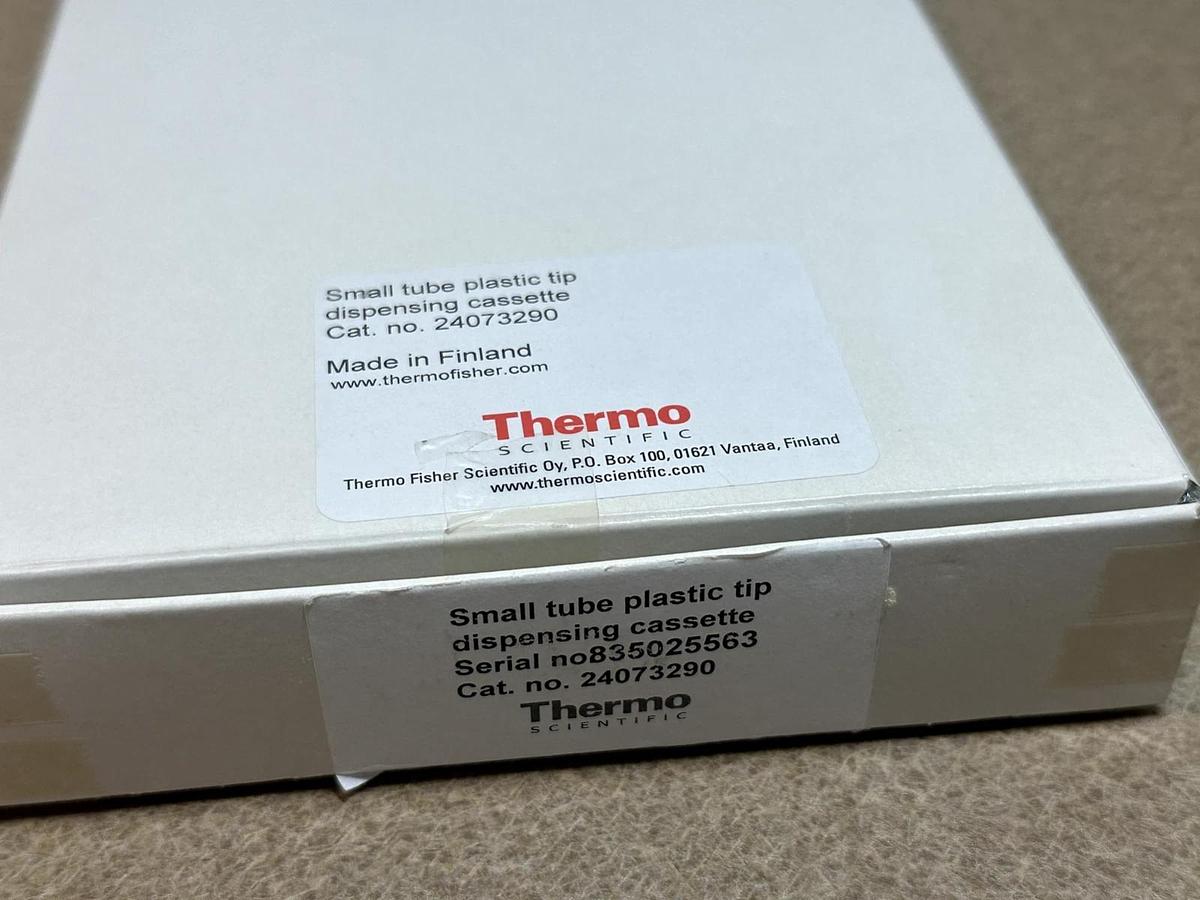 Small tube plastic tip
dispensing cassette
Cat. no. 24073290
Made in Finland
www.thermofisher.com
Thermo
SCIENTIFIC
Thermo Fisher Scientific Oy, P.O. Box 100, 01621 Vantaa, Finland
www.thermoscientific.com
Small tube plastic tip
dispensing cassette
Serial no835025563
Cat. no. 24073290
Thermo
SCIENTIFIC